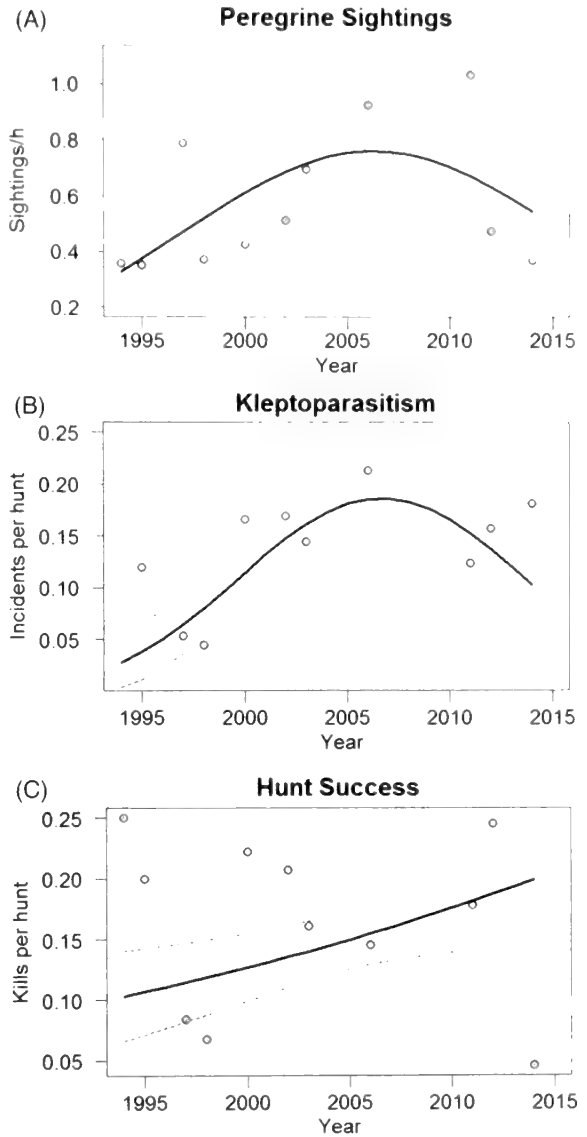 (A)
Peregrine Sightings
1.0
0.8
0.6
0.4
0.2
Sightings/h
1995
2000
2005
2010
2015
Year
(B)
Kleptoparasitism
0.25
0.20
0.15
0.10
0.05
Incidents per hunt
1995
2000
2005
2010
2015
Year
(C)
Hunt Success
0.25
0.20
0.15
0.10
0.05
Kills per hunt
1995
2000
2005
2010
2015
Year